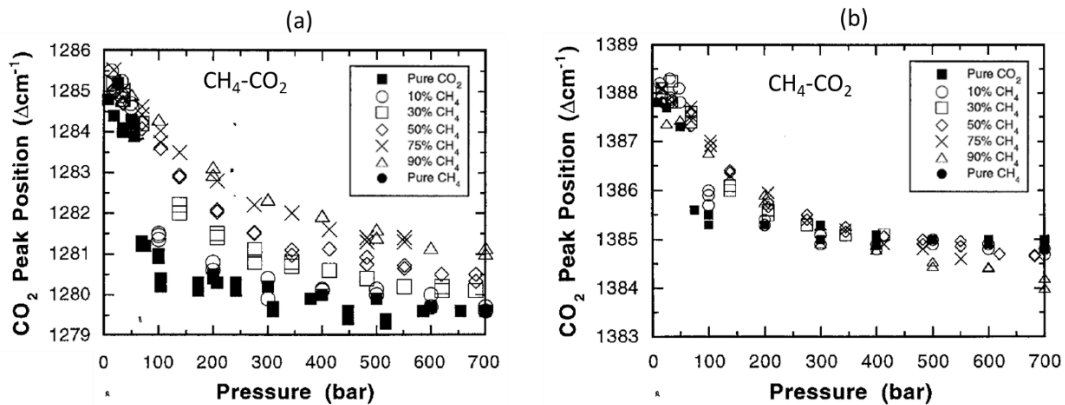 (a)
CO₂ Peak Position (Δcm⁻¹)
1286
1285
1284
1283
1282
1281
1280
1279
CH₄-CO₂
Pure CO₂
10% CH₄
30% CH₄
50% CH₄
75% CH₄
90% CH₄
Pure CH₄
0 100 200 300 400 500 600 700
Pressure (bar)
(b)
CO₂ Peak Position (Δcm⁻¹)
1389
1388
1387
1386
1385
1384
1383
CH₄-CO₂
Pure CO₂
10% CH₄
30% CH₄
50% CH₄
75% CH₄
90% CH₄
Pure CH₄
0 100 200 300 400 500 600 700
Pressure (bar)